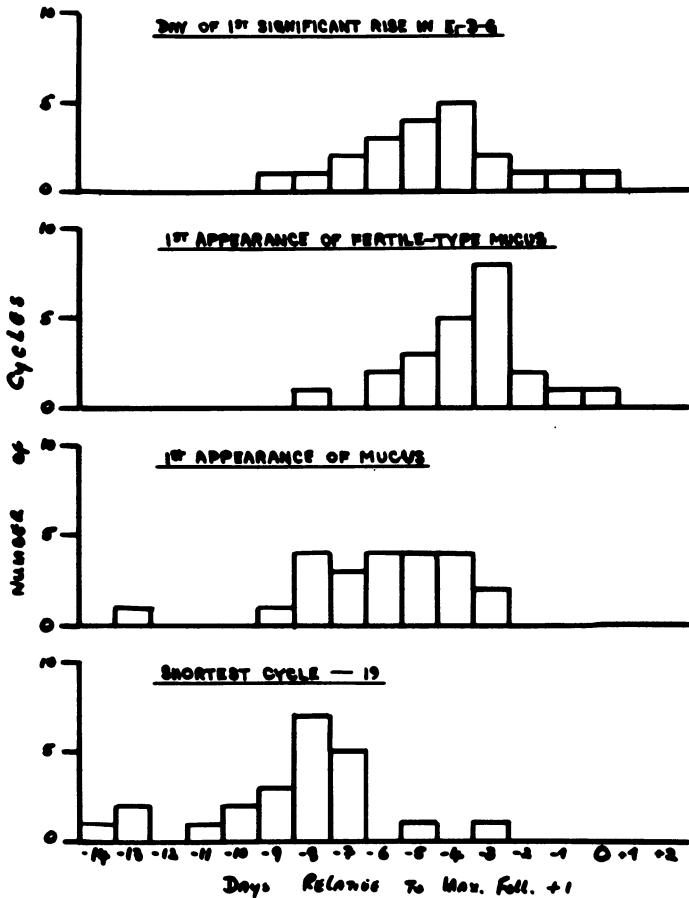 10
DAY OF 1ST SIGNIFICANT RISE IN E1-3-G
5
0
10
1ST APPEARANCE OF FERTILE-TYPE MUCUS
5
0
10
1ST APPEARANCE OF MUCUS
5
0
10
SHORTEST CYCLE — 19
5
0
-14 -13 -12 -11 -10 -9 -8 -7 -6 -5 -4 -3 -2 -1 0 +1 +2
DAYS RELATIVE TO MAX. FOLL. +1
NUMBER OF CYCLES